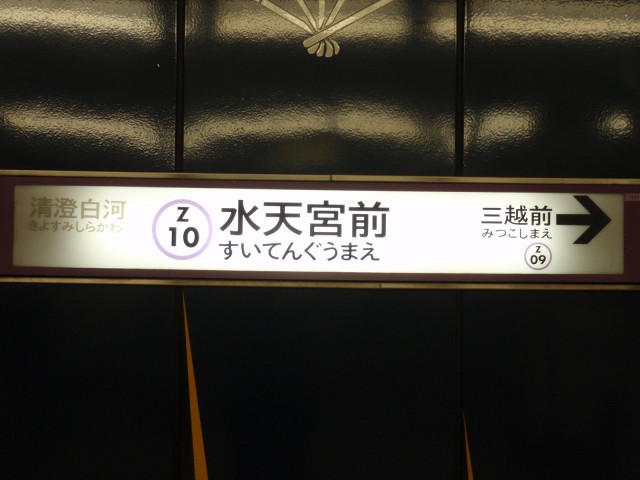 清澄白河
きよすみしらかわ
Z
10
水天宮前
すいてんぐうまえ
三越前
みつこしまえ
Z
09